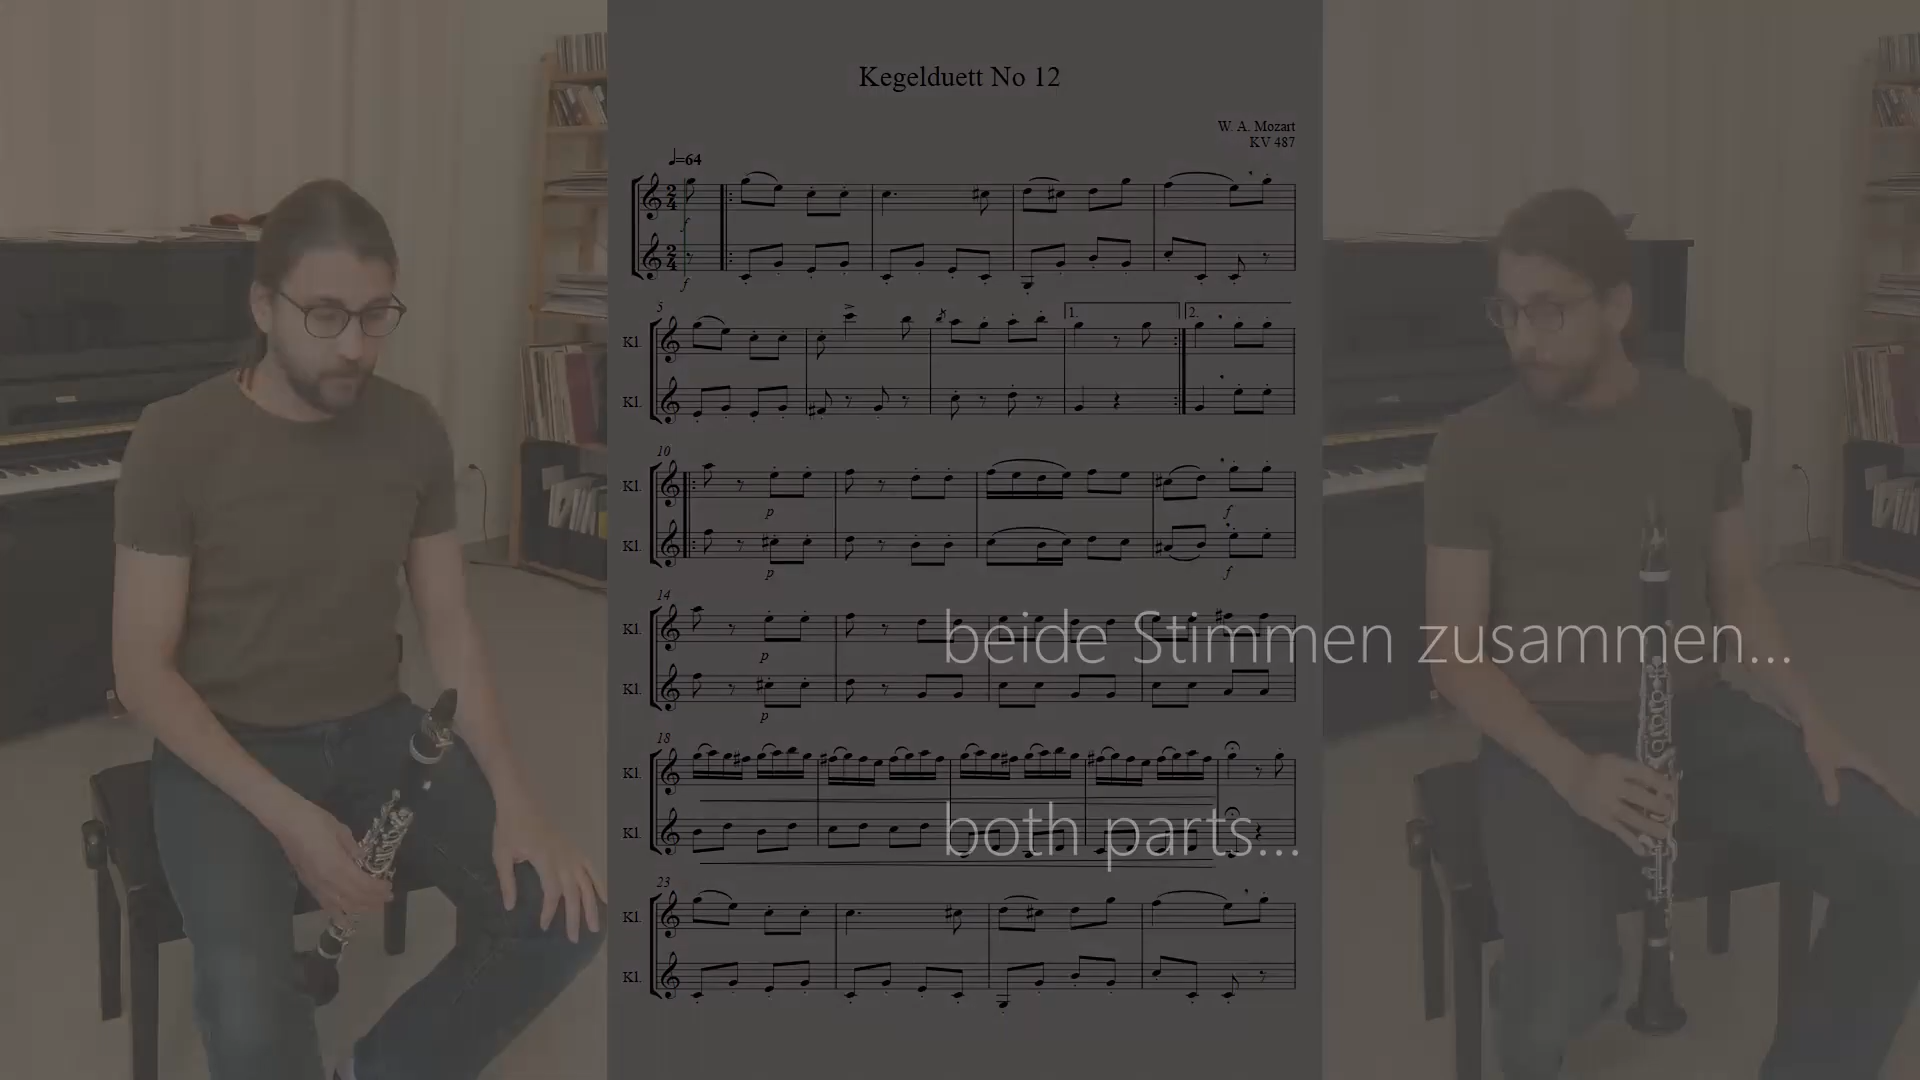 Kegelduett No 12
W. A. Mozart
KV 487
♩=64
f
f
5
Kl.
1.
2.
Kl.
10
Kl.
p
f
Kl.
p
f
14
Kl.
p
Kl.
p
beide Stimmen zusammen...
18
Kl.
Kl.
both parts...
23
Kl.
Kl.